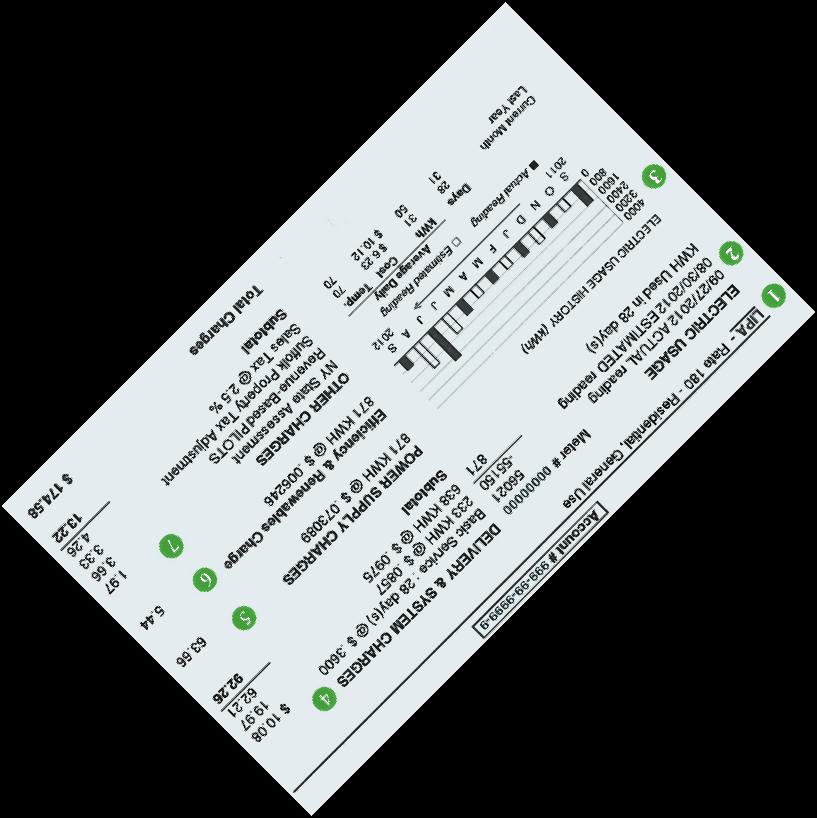 Account # 999-99-9999-9
1 LIPA - Rate 180 - Residential, General Use
2 ELECTRIC USAGE Meter # 00000000
09/27/2012 ACTUAL reading 56021
08/30/2012 ESTIMATED reading -55150
KWH Used in 28 day(s) 871
3 ELECTRIC USAGE HISTORY (kWh)
4000
3200
2400
1600
800
0
S O N D J F M A M J J A S
2011 2012
■ Actual Reading □ Estimated Reading
Average Daily
Days kWh Cost Temp.
Current Month 28 31 $ 6.23 70
Last Year 31 50 $ 10.12 70
4 DELIVERY & SYSTEM CHARGES
Basic Service : 28 day(s) @ $ .3600 $ 10.08
233 KWH @ $ .0857 19.97
638 KWH @ $ .0975 62.21
Subtotal 92.26
5 POWER SUPPLY CHARGES
871 KWH @ $ .073089 63.66
6 Efficiency & Renewables Charge
871 KWH @ $ .006246 5.44
7 OTHER CHARGES
NY State Assessment 1.97
Revenue-Based PILOTS 3.66
Suffolk Property Tax Adjustment 3.33
Sales Tax @ 2.5 % 4.26
Subtotal 13.22
Total Charges $ 174.58